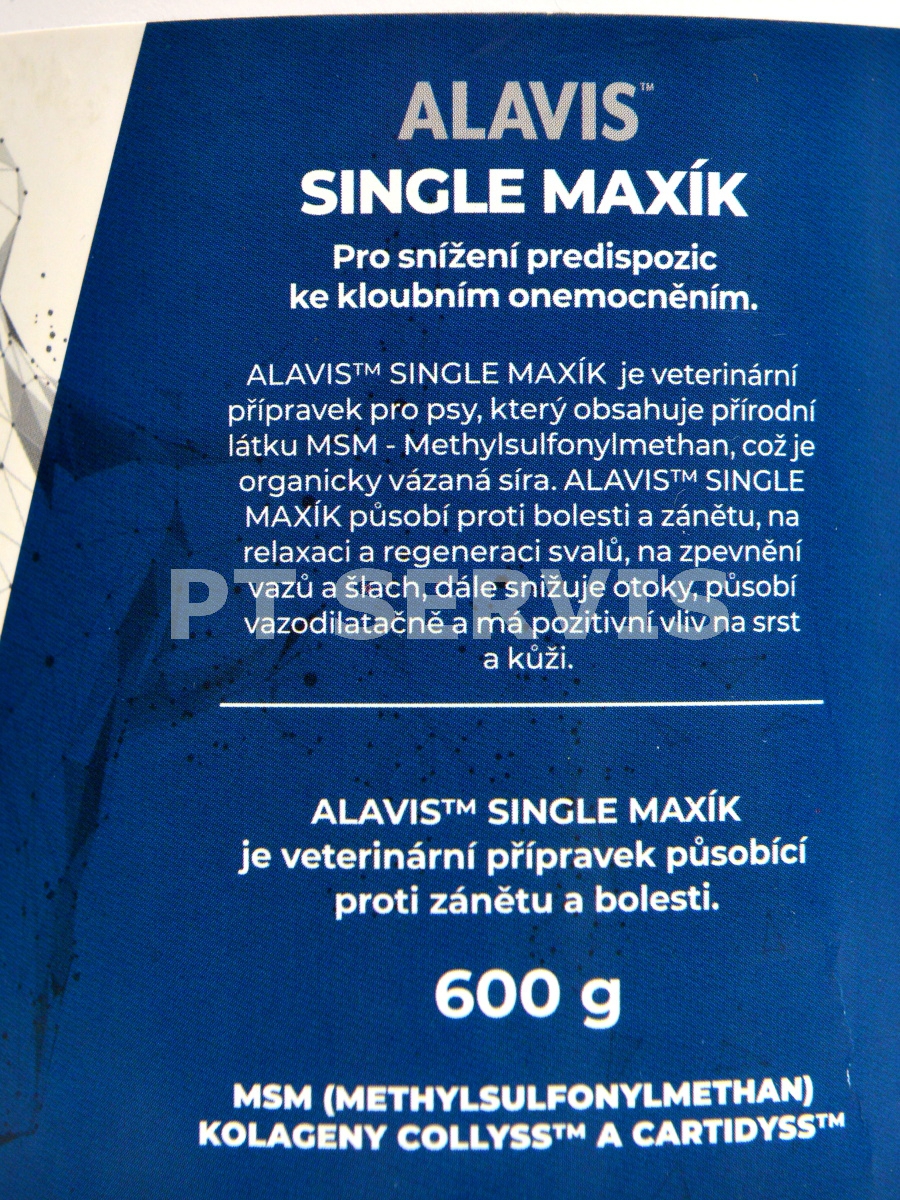 ALAVIS™
SINGLE MAXÍK
Pro snížení predispozic
ke kloubním onemocněním.
ALAVIS™ SINGLE MAXÍK je veterinární
přípravek pro psy, který obsahuje přírodní
látku MSM - Methylsulfonylmethan, což je
organicky vázaná síra. ALAVIS™ SINGLE
MAXÍK působí proti bolesti a zánětu, na
relaxaci a regeneraci svalů, na zpevnění
vazů a šlach, dále snižuje otoky, působí
PT SERVIS
vazodilatačně a má pozitivní vliv na srst
a kůži.
ALAVIS™ SINGLE MAXÍK
je veterinární přípravek působící
proti zánětu a bolesti.
600 g
MSM (METHYLSULFONYLMETHAN)
KOLAGENY COLLYSS™ A CARTIDYSS™